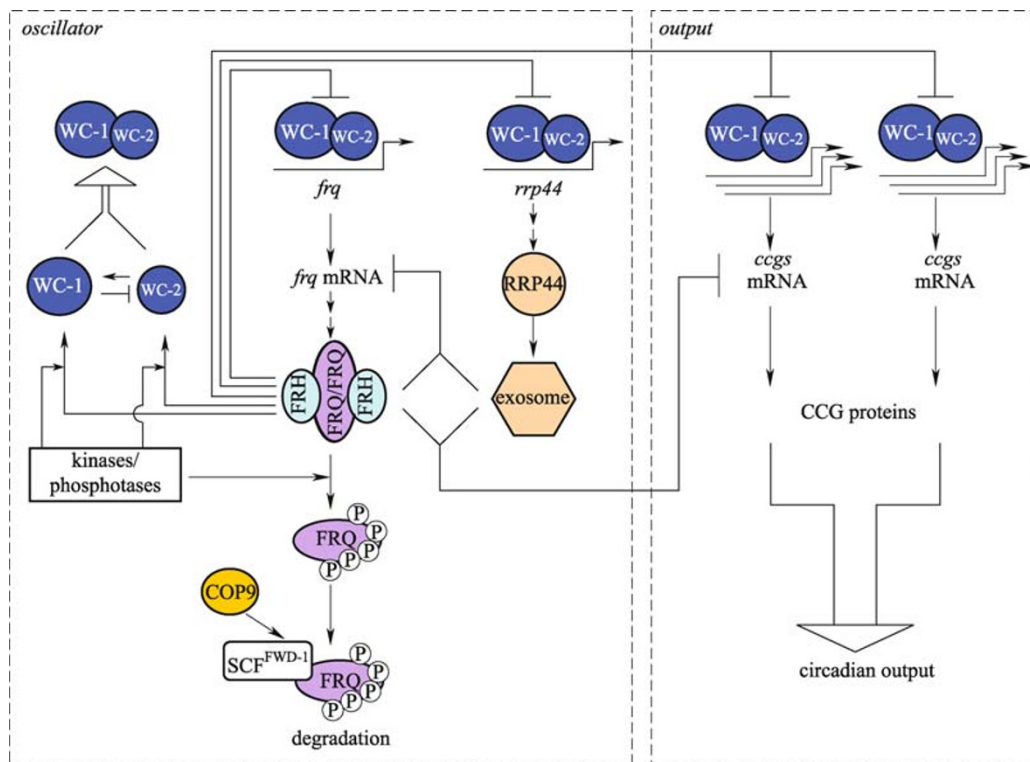 oscillator
output
WC-1
WC-2
WC-1
WC-2
frq
WC-1
WC-2
rrp44
WC-1
WC-2
WC-1
WC-2
WC-1
WC-2
frq mRNA
RRP44
ccgs
mRNA
ccgs
mRNA
FRH
FRQ/FRQ
FRH
exosome
CCG proteins
kinases/
phosphotases
P
FRQ
P
P
P
P
P
COP9
SCF^FWD-1
P
FRQ
P
P
P
P
P
degradation
circadian output